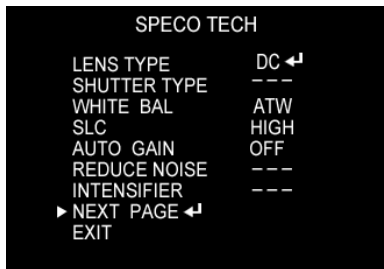 SPECO TECH
LENS TYPE DC ↵
SHUTTER TYPE ---
WHITE BAL ATW
SLC HIGH
AUTO GAIN OFF
REDUCE NOISE ---
INTENSIFIER ---
► NEXT PAGE ↵
EXIT